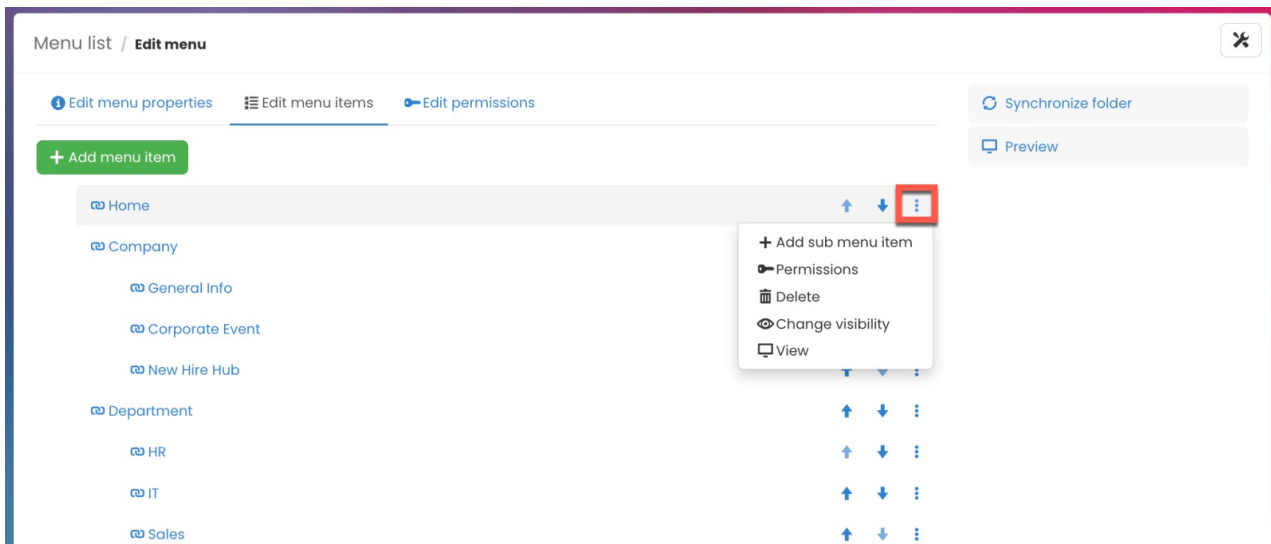 Menu list / Edit menu
Edit menu properties
Edit menu items
Edit permissions
Synchronize folder
Preview
+ Add menu item
Home
+ Add sub menu item
Permissions
Delete
Change visibility
View
Company
General Info
Corporate Event
New Hire Hub
Department
HR
IT
Sales